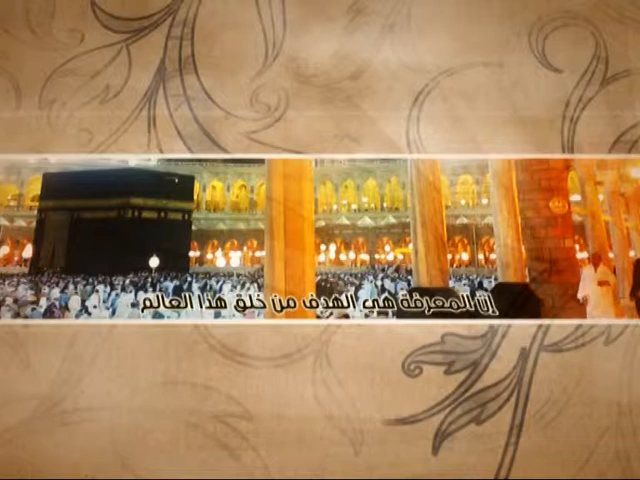 إن المعرفة هي الهدف من خلق هذا العالم